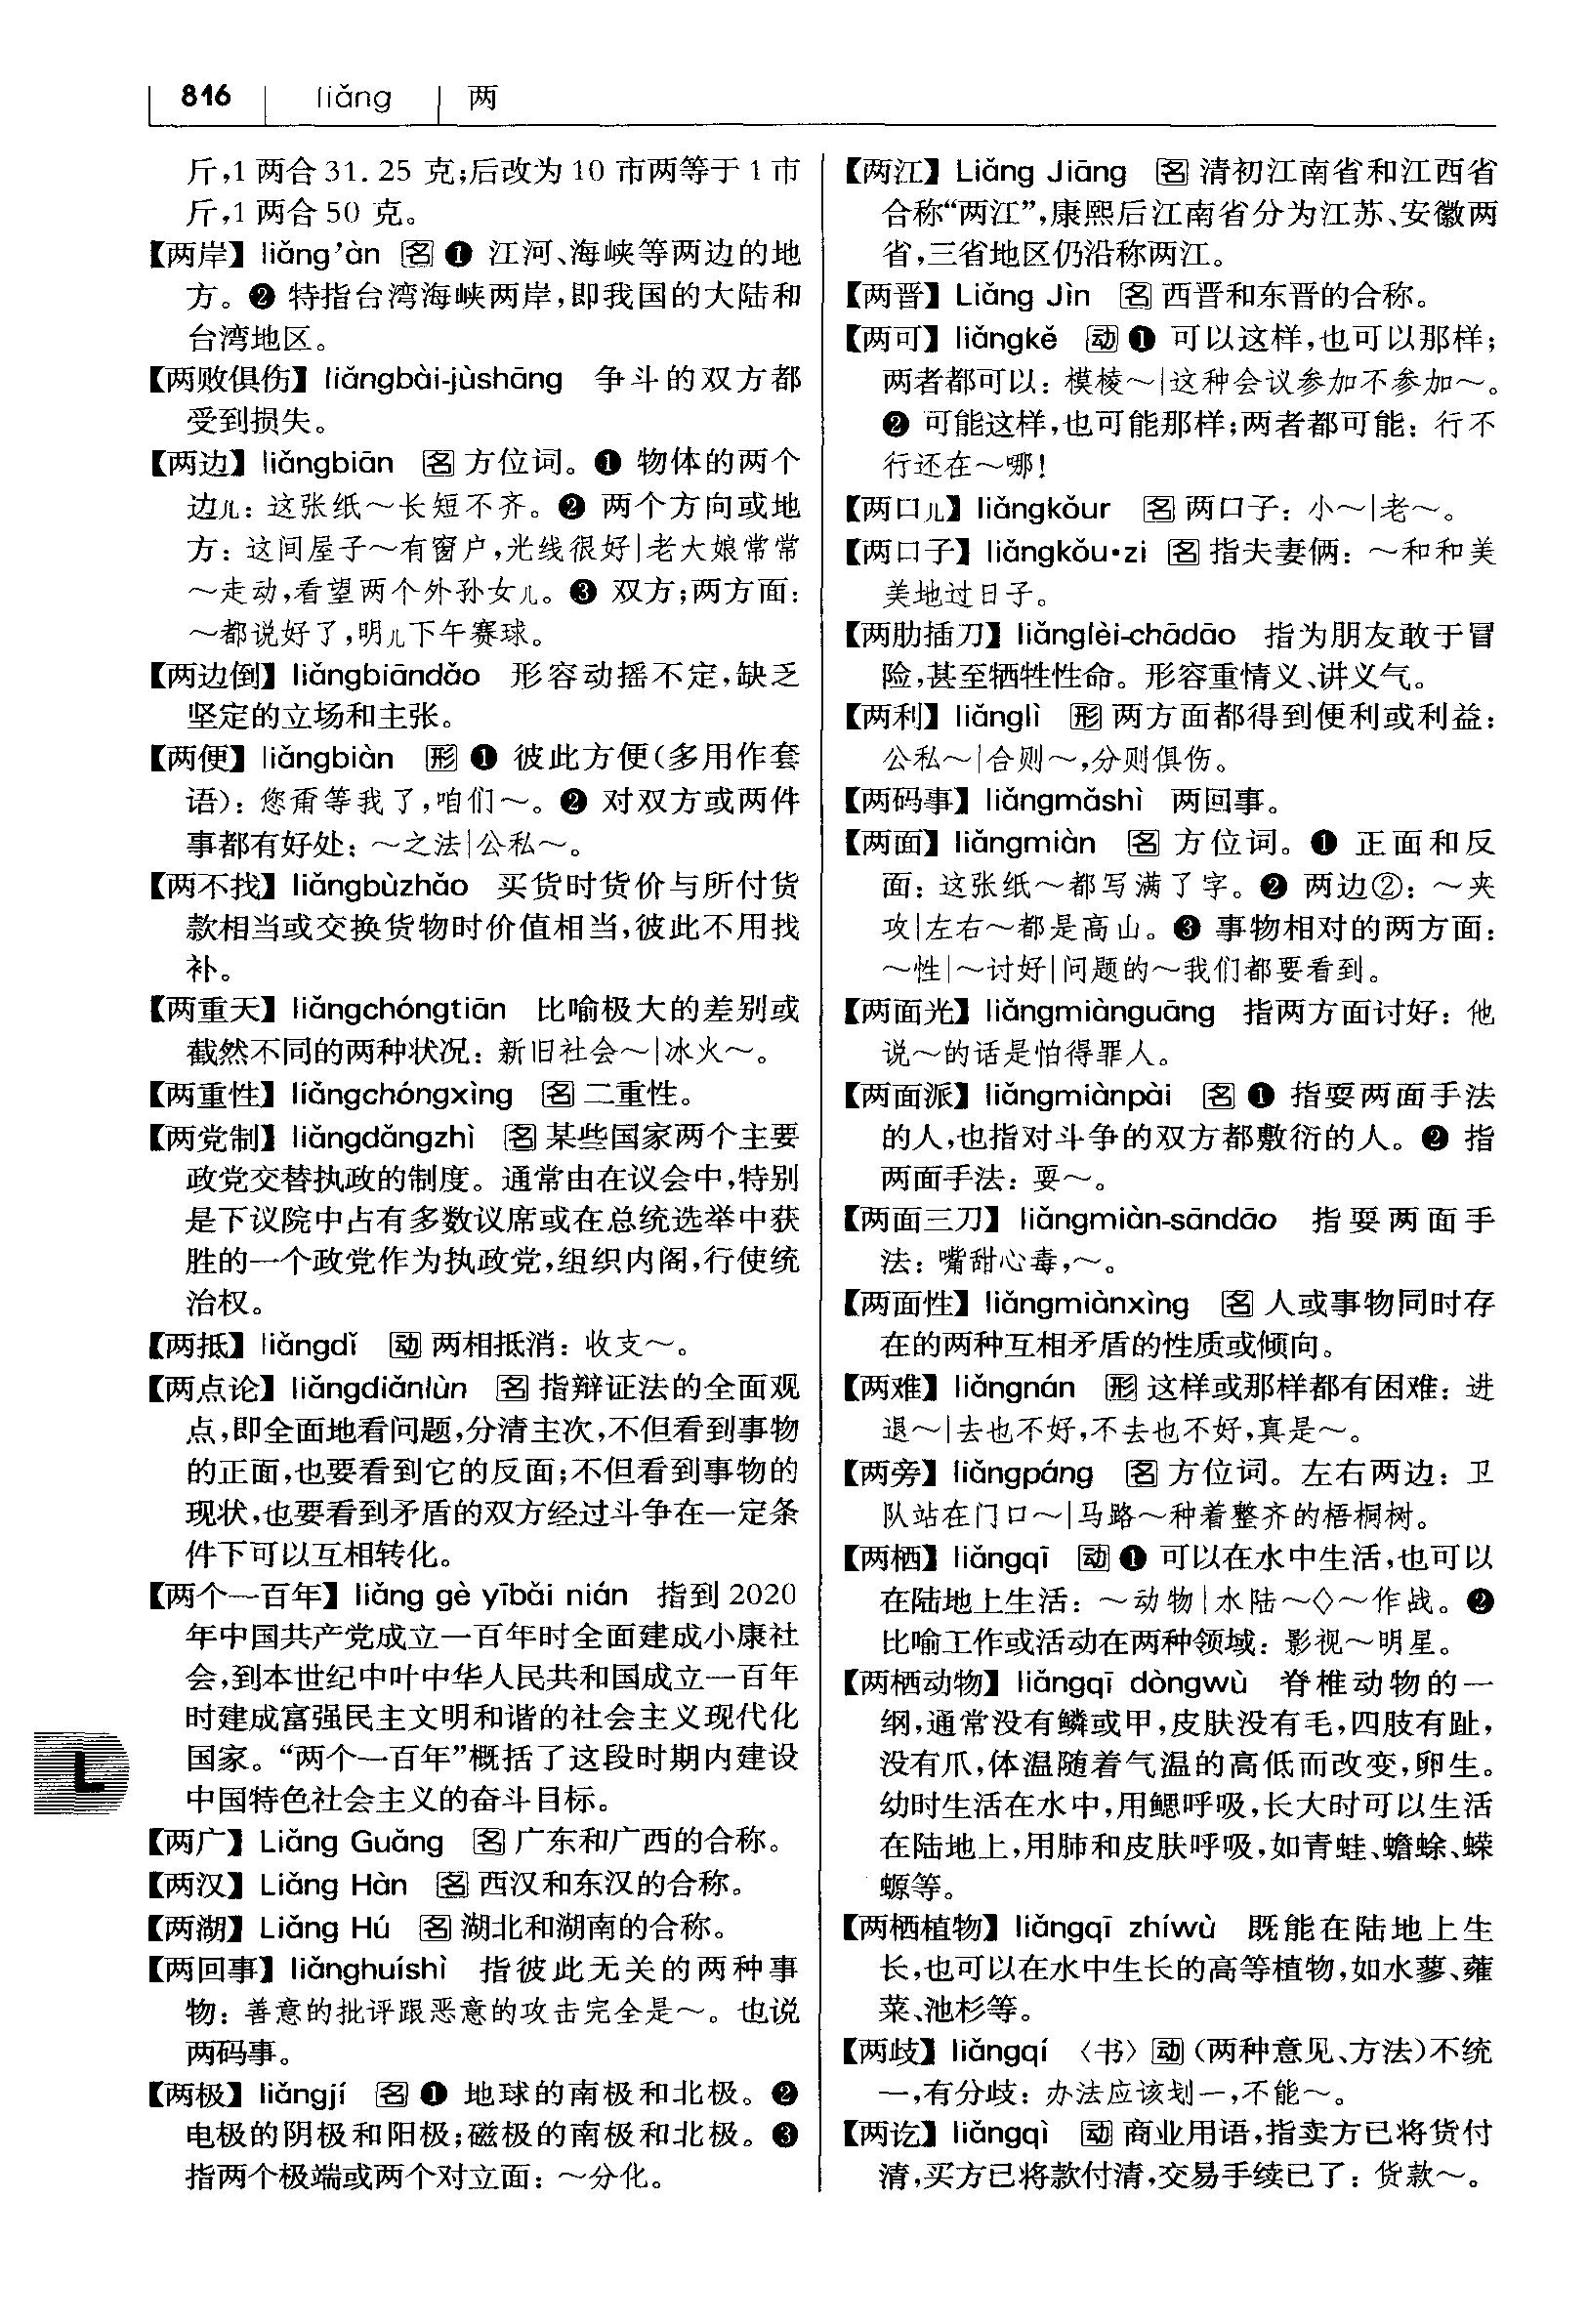 816 liǎng 两
斤,1两合31.25克;后改为10市两等于1市
斤,1两合50克。
【两岸】liǎng'àn 名❶ 江河、海峡等两边的地
方。❷ 特指台湾海峡两岸,即我国的大陆和
台湾地区。
【两败俱伤】liǎngbài-jùshāng 争斗的双方都
受到损失。
【两边】liǎngbiān 名 方位词。❶ 物体的两个
边儿:这张纸~长短不齐。❷ 两个方向或地
方:这间屋子~有窗户,光线很好|老大娘常常
~走动,看望两个外孙女儿。❸ 双方;两方面:
~都说好了,明儿下午赛球。
【两边倒】liǎngbiāndǎo 形容动摇不定,缺乏
坚定的立场和主张。
【两便】liǎngbiàn 形❶ 彼此方便(多用作套
语):您甭等我了,咱们~。❷ 对双方或两件
事都有好处:~之法|公私~。
【两不找】liǎngbùzhǎo 买货时货价与所付货
款相当或交换货物时价值相当,彼此不用找
补。
【两重天】liǎngchóngtiān 比喻极大的差别或
截然不同的两种状况:新旧社会~|冰火~。
【两重性】liǎngchóngxìng 名 二重性。
【两党制】liǎngdǎngzhì 名 某些国家两个主要
政党交替执政的制度。通常由在议会中,特别
是下议院中占有多数议席或在总统选举中获
胜的一个政党作为执政党,组织内阁,行使统
治权。
【两抵】liǎngdǐ 动 两相抵消:收支~。
【两点论】liǎngdiǎnlùn 名 指辩证法的全面观
点,即全面地看问题,分清主次,不但看到事物
的正面,也要看到它的反面;不但看到事物的
现状,也要看到矛盾的双方经过斗争在一定条
件下可以互相转化。
【两个一百年】liǎng gè yībǎi nián 指到2020
年中国共产党成立一百年时全面建成小康社
会,到本世纪中叶中华人民共和国成立一百年
时建成富强民主文明和谐的社会主义现代化
国家。“两个一百年”概括了这段时期内建设
中国特色社会主义的奋斗目标。
【两广】Liǎng Guǎng 名 广东和广西的合称。
【两汉】Liǎng Hàn 名 西汉和东汉的合称。
【两湖】Liǎng Hú 名 湖北和湖南的合称。
【两回事】liǎnghuíshì 指彼此无关的两种事
物:善意的批评跟恶意的攻击完全是~。也说
两码事。
【两极】liǎngjí 名❶ 地球的南极和北极。❷
电极的阴极和阳极;磁极的南极和北极。❸
指两个极端或两个对立面:~分化。
L
【两江】Liǎng Jiāng 名 清初江南省和江西省
合称“两江”,康熙后江南省分为江苏、安徽两
省,三省地区仍沿称两江。
【两晋】Liǎng Jìn 名 西晋和东晋的合称。
【两可】liǎngkě 动❶ 可以这样,也可以那样;
两者都可以:模棱~|这种会议参加不参加~。
❷ 可能这样,也可能那样;两者都可能:行不
行还在~哪!
【两口儿】liǎngkǒur 名 两口子:小~|老~。
【两口子】liǎngkǒu·zi 名 指夫妻俩:~和和美
美地过日子。
【两肋插刀】liǎnglèi-chādāo 指为朋友敢于冒
险,甚至牺牲性命。形容重情义、讲义气。
【两利】liǎnglì 形 两方面都得到便利或利益:
公私~|合则~,分则俱伤。
【两码事】liǎngmǎshì 两回事。
【两面】liǎngmiàn 名 方位词。❶ 正面和反
面:这张纸~都写满了字。❷ 两边②:~夹
攻|左右~都是高山。❸ 事物相对的两方面:
~性|~讨好|问题的~我们都要看到。
【两面光】liǎngmiànguāng 指两方面讨好:他
说~的话是怕得罪人。
【两面派】liǎngmiànpài 名❶ 指耍两面手法
的人,也指对斗争的双方都敷衍的人。❷ 指
两面手法:耍~。
【两面三刀】liǎngmiàn-sāndāo 指耍两面手
法:嘴甜心毒,~。
【两面性】liǎngmiànxìng 名 人或事物同时存
在的两种互相矛盾的性质或倾向。
【两难】liǎngnán 形 这样或那样都有困难:进
退~|去也不好,不去也不好,真是~。
【两旁】liǎngpáng 名 方位词。左右两边:卫
队站在门口~|马路~种着整齐的梧桐树。
【两栖】liǎngqī 动❶ 可以在水中生活,也可以
在陆地上生活:~动物|水陆~◇~作战。❷
比喻工作或活动在两种领域:影视~明星。
【两栖动物】liǎngqī dòngwù 脊椎动物的一
纲,通常没有鳞或甲,皮肤没有毛,四肢有趾,
没有爪,体温随着气温的高低而改变,卵生。
幼时生活在水中,用鳃呼吸,长大时可以生活
在陆地上,用肺和皮肤呼吸,如青蛙、蟾蜍、蝾
螈等。
【两栖植物】liǎngqī zhíwù 既能在陆地上生
长,也可以在水中生长的高等植物,如水蓼、蕹
菜、池杉等。
【两歧】liǎngqí 〈书〉动(两种意见、方法)不统
一,有分歧:办法应该划一,不能~。
【两讫】liǎngqì 动 商业用语,指卖方已将货付
清,买方已将款付清,交易手续已了:货款~。